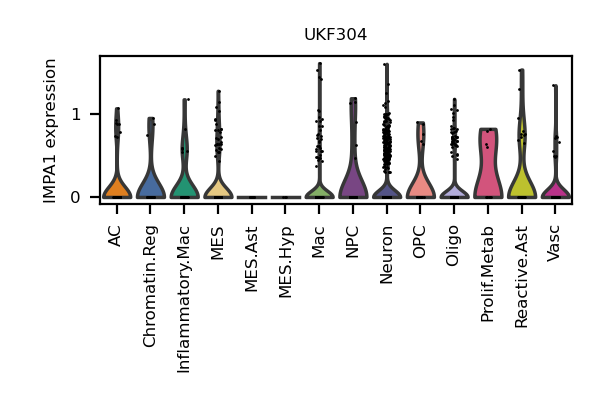 UKF304
IMPA1 expression
1
0
AC
Chromatin.Reg
Inflammatory.Mac
MES
MES.Ast
MES.Hyp
Mac
NPC
Neuron
OPC
Oligo
Prolif.Metab
Reactive.Ast
Vasc